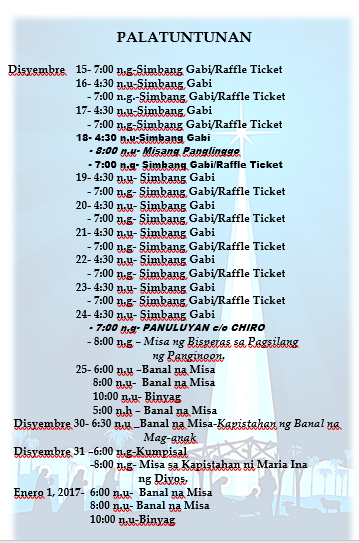 PALATUNTUNAN
Disyembre 15- 7:00 n.g-Simbang Gabi/Raffle Ticket
16- 4:30 n.u-Simbang Gabi
- 7:00 n.g.-Simbang Gabi/Raffle Ticket
17- 4:30 n.u-Simbang Gabi
- 7:00 n.g-Simbang Gabi/Raffle Ticket
18- 4:30 n.u-Simbang Gabi
- 8:00 n.u- Misang Panglinggo
- 7:00 n.g- Simbang Gabi/Raffle Ticket
19- 4:30 n.u- Simbang Gabi
- 7:00 n.g- Simbang Gabi/Raffle Ticket
20- 4:30 n.u- Simbang Gabi
- 7:00 n.g- Simbang Gabi/Raffle Ticket
21- 4:30 n.u- Simbang Gabi
- 7:00 n.g- Simbang Gabi/Raffle Ticket
22- 4:30 n.u- Simbang Gabi
- 7:00 n.g- Simbang Gabi/Raffle Ticket
23- 4:30 n.u- Simbang Gabi
- 7:00 n.g- Simbang Gabi/Raffle Ticket
24- 4:30 n.u- Simbang Gabi
- 7:00 n.g- PANULUYAN c/o CHIRO
- 8:00 n.g – Misa ng Bisperas sa Pagsilang
ng Panginoon.
25- 6:00 n.u –Banal na Misa
8:00 n.u- Banal na Misa
10:00 n.u- Binyag
5:00 n.h – Banal na Misa
Disyembre 30- 6:30 n.u _Banal na Misa-Kapistahan ng Banal na
Mag-anak
Disyembre 31 –6:00 n.g-Kumpisal
-8:00 n.g- Misa sa Kapistahan ni Maria Ina
ng Diyos.
Enero 1, 2017- 6:00 n.u- Banal na Misa
8:00 n.u- Banal na Misa
10:00 n.u-Binyag